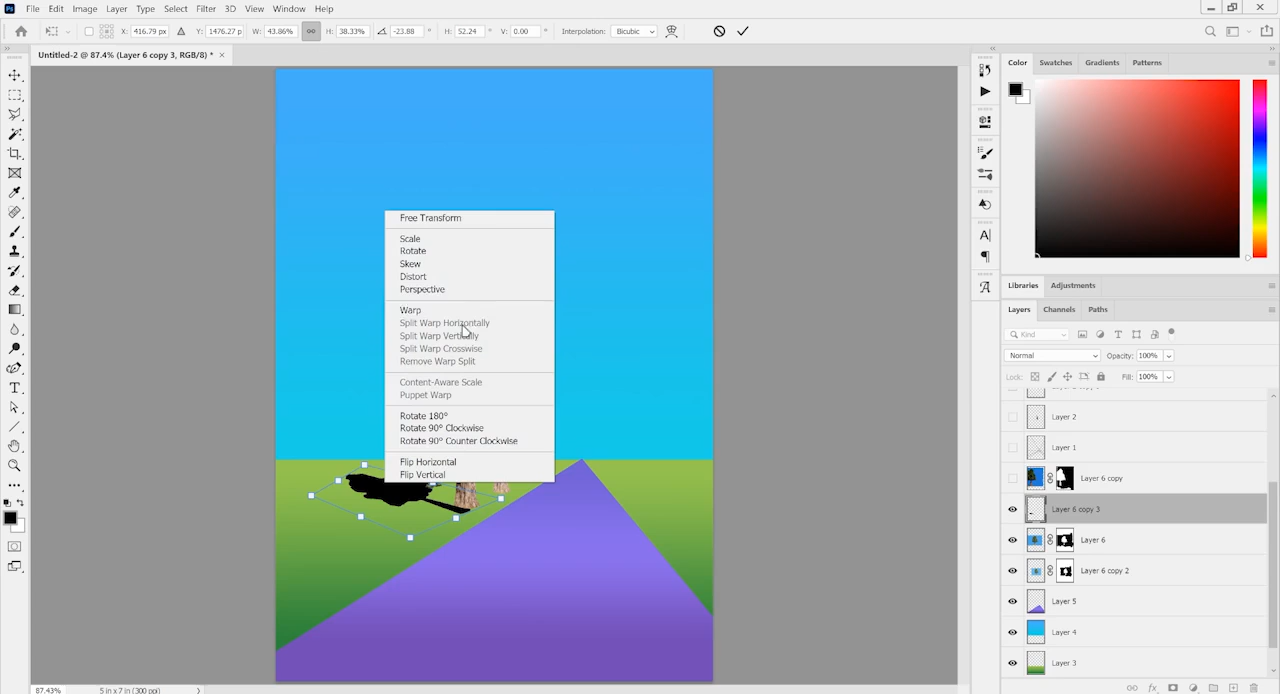 Ps File Edit Image Layer Type Select Filter 3D View Window Help
X: 416.79 px Y: 1476.27 p W: 43.86% H: 38.33% -23.88 ° H: 52.24 ° V: 0.00 ° Interpolation: Bicubic
Untitled-2 @ 87.4% (Layer 6 copy 3, RGB/8) * ×
Color Swatches Gradients Patterns
Free Transform
Scale
Rotate
Skew
Distort
Perspective
Warp
Split Warp Horizontally
Split Warp Vertically
Split Warp Crosswise
Remove Warp Split
Content-Aware Scale
Puppet Warp
Rotate 180°
Rotate 90° Clockwise
Rotate 90° Counter Clockwise
Flip Horizontal
Flip Vertical
Libraries Adjustments
Layers Channels Paths
Kind
Normal Opacity: 100%
Lock: Fill: 100%
Layer 2
Layer 1
Layer 6 copy
Layer 6 copy 3
Layer 6
Layer 6 copy 2
Layer 5
Layer 4
Layer 3
87.43% 5 in x 7 in (300 ppi)